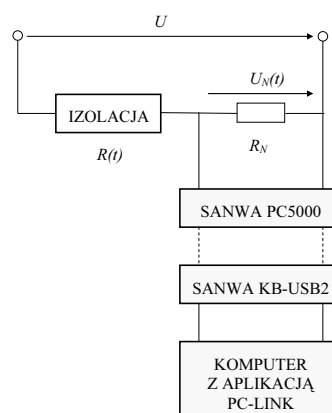 U
U_N(t)
IZOLACJA
R(t)
R_N
SANWA PC5000
SANWA KB-USB2
KOMPUTER
Z APLIKACJĄ
PC-LINK